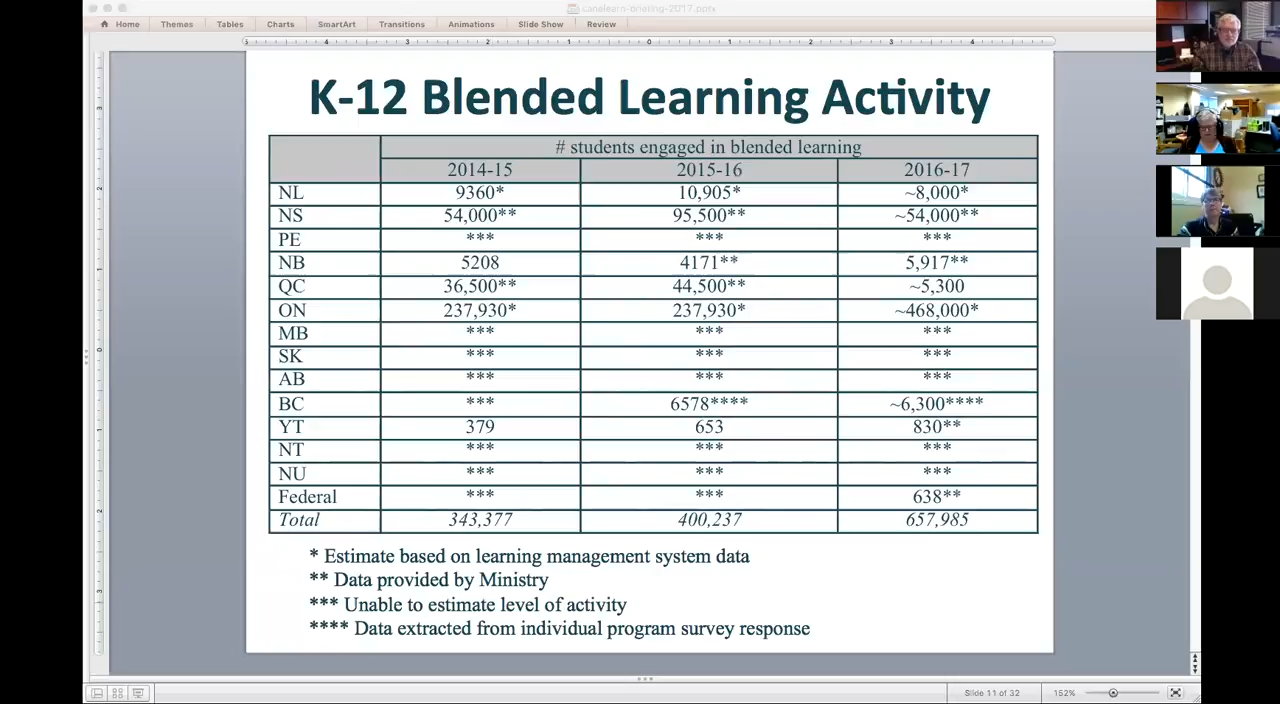 canelearn-briefing-2017.pptx
Home Themes Tables Charts SmartArt Transitions Animations Slide Show Review
K-12 Blended Learning Activity
# students engaged in blended learning
2014-15 2015-16 2016-17
NL 9360* 10,905* ~8,000*
NS 54,000** 95,500** ~54,000**
PE *** *** ***
NB 5208 4171** 5,917**
QC 36,500** 44,500** ~5,300
ON 237,930* 237,930* ~468,000*
MB *** *** ***
SK *** *** ***
AB *** *** ***
BC *** 6578**** ~6,300****
YT 379 653 830**
NT *** *** ***
NU *** *** ***
Federal *** *** 638**
Total 343,377 400,237 657,985
* Estimate based on learning management system data
** Data provided by Ministry
*** Unable to estimate level of activity
**** Data extracted from individual program survey response
Slide 11 of 32 152%